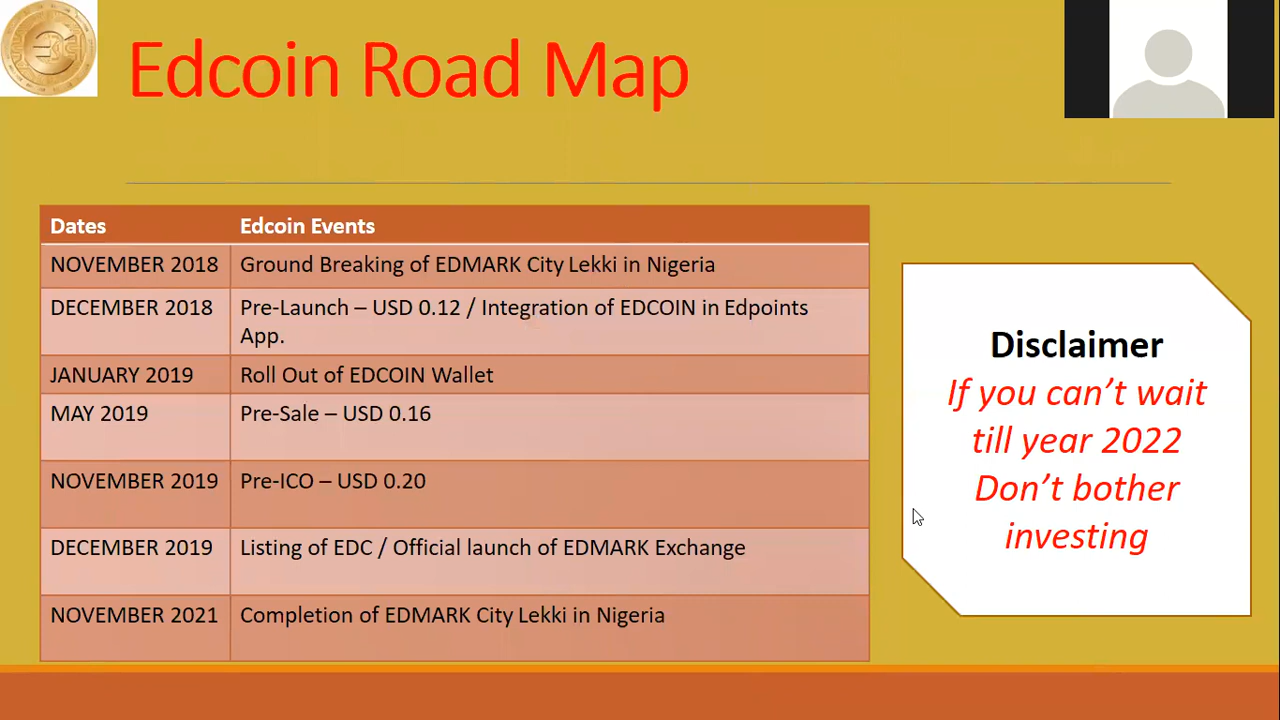 Edcoin Road Map
Dates Edcoin Events
NOVEMBER 2018 Ground Breaking of EDMARK City Lekki in Nigeria
DECEMBER 2018 Pre-Launch – USD 0.12 / Integration of EDCOIN in Edpoints
App.
JANUARY 2019 Roll Out of EDCOIN Wallet
MAY 2019 Pre-Sale – USD 0.16
NOVEMBER 2019 Pre-ICO – USD 0.20
DECEMBER 2019 Listing of EDC / Official launch of EDMARK Exchange
NOVEMBER 2021 Completion of EDMARK City Lekki in Nigeria
Disclaimer
If you can’t wait
till year 2022
Don’t bother
investing